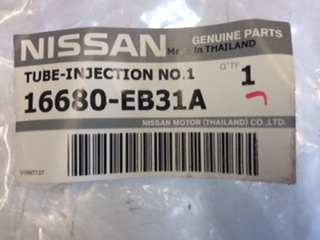 NISSAN GENUINE PARTS
Made in THAILAND
TUBE-INJECTION NO.1 Q'TY 1
16680-EB31A
NISSAN MOTOR (THAILAND) CO.,LTD.